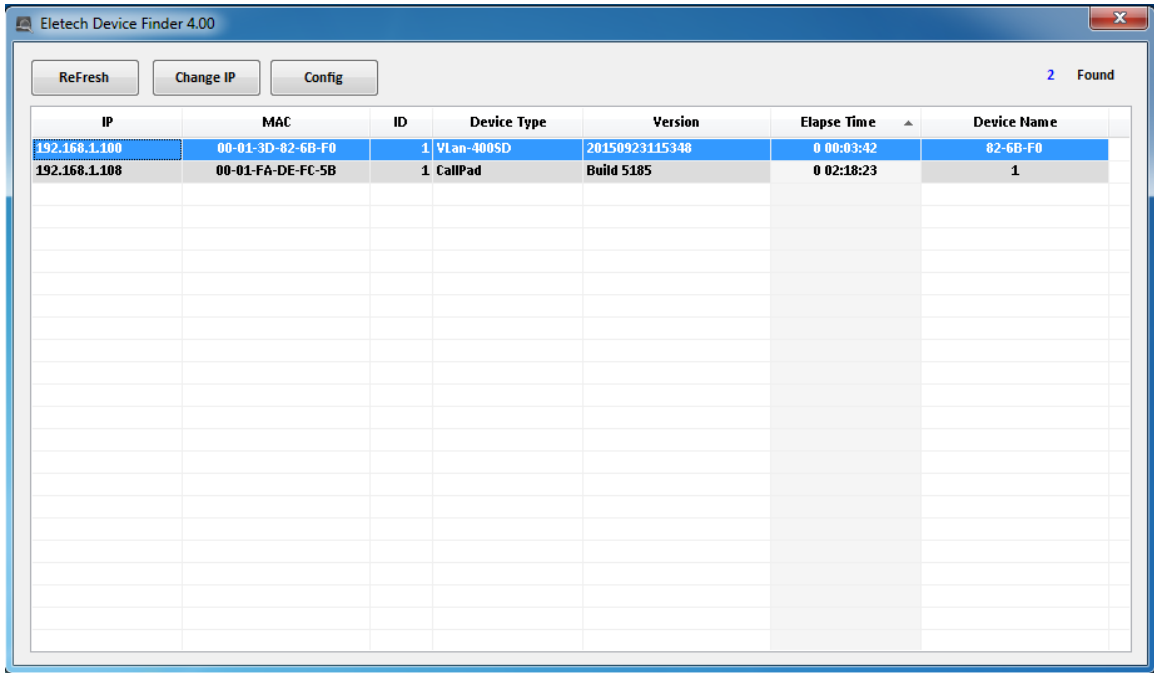 Eletech Device Finder 4.00
ReFresh Change IP Config 2 Found
IP MAC ID Device Type Version Elapse Time Device Name
192.168.1.100 00-01-3D-82-6B-F0 1 VLan-400SD 20150923115348 0 00:03:42 82-6B-F0
192.168.1.108 00-01-FA-DE-FC-5B 1 CallPad Build 5185 0 02:18:23 1